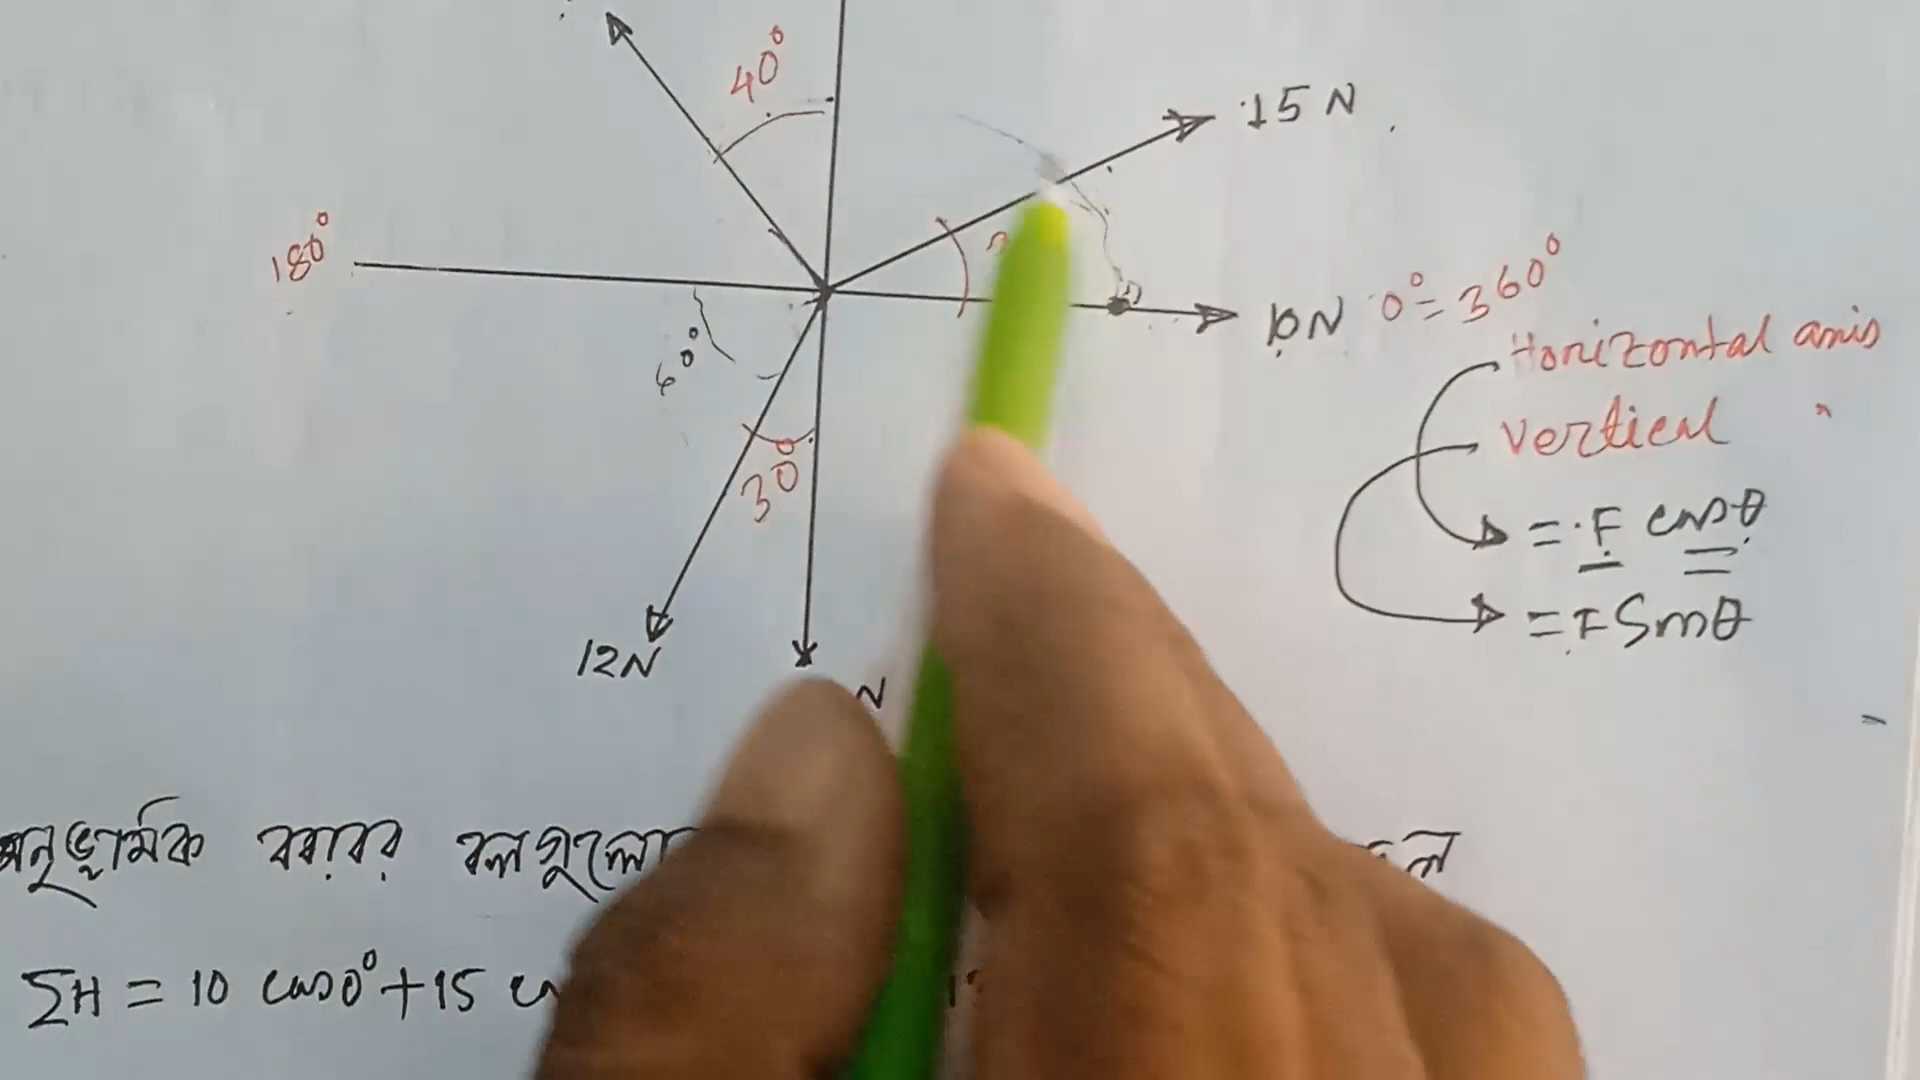 40°
15 N
180°
10N 0° = 360°
Horizontal axis
60°
Vertical "
30°
= F cosθ
= F Sinθ
12N
N
অনুভূমিক বরাবর বলগুলো
ΣH = 10 cos0° + 15